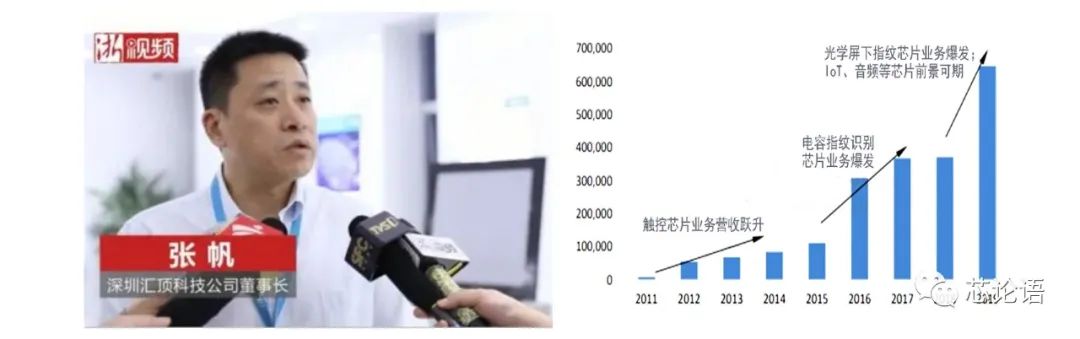 浙视频
张帆
深圳汇顶科技公司董事长
700,000
600,000
500,000
400,000
300,000
200,000
100,000
0
光学屏下指纹芯片业务爆发；
IoT、音频等芯片前景可期
电容指纹识别
芯片业务爆发
触控芯片业务营收跃升
2011
2012
2013
2014
2015
2016
2017
2019
芯论语